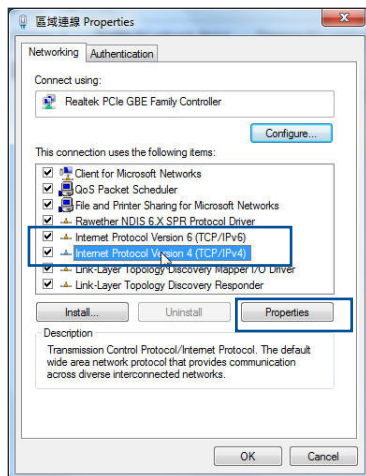 區域連線 Properties
Networking
Authentication
Connect using:
Realtek PCIe GBE Family Controller
Configure...
This connection uses the following items:
Client for Microsoft Networks
QoS Packet Scheduler
File and Printer Sharing for Microsoft Networks
Rawether NDIS 6.X SPR Protocol Driver
Internet Protocol Version 6 (TCP/IPv6)
Internet Protocol Version 4 (TCP/IPv4)
Link-Layer Topology Discovery Mapper I/O Driver
Link-Layer Topology Discovery Responder
Install...
Uninstall
Properties
Description
Transmission Control Protocol/Internet Protocol. The default
wide area network protocol that provides communication
across diverse interconnected networks.
OK
Cancel